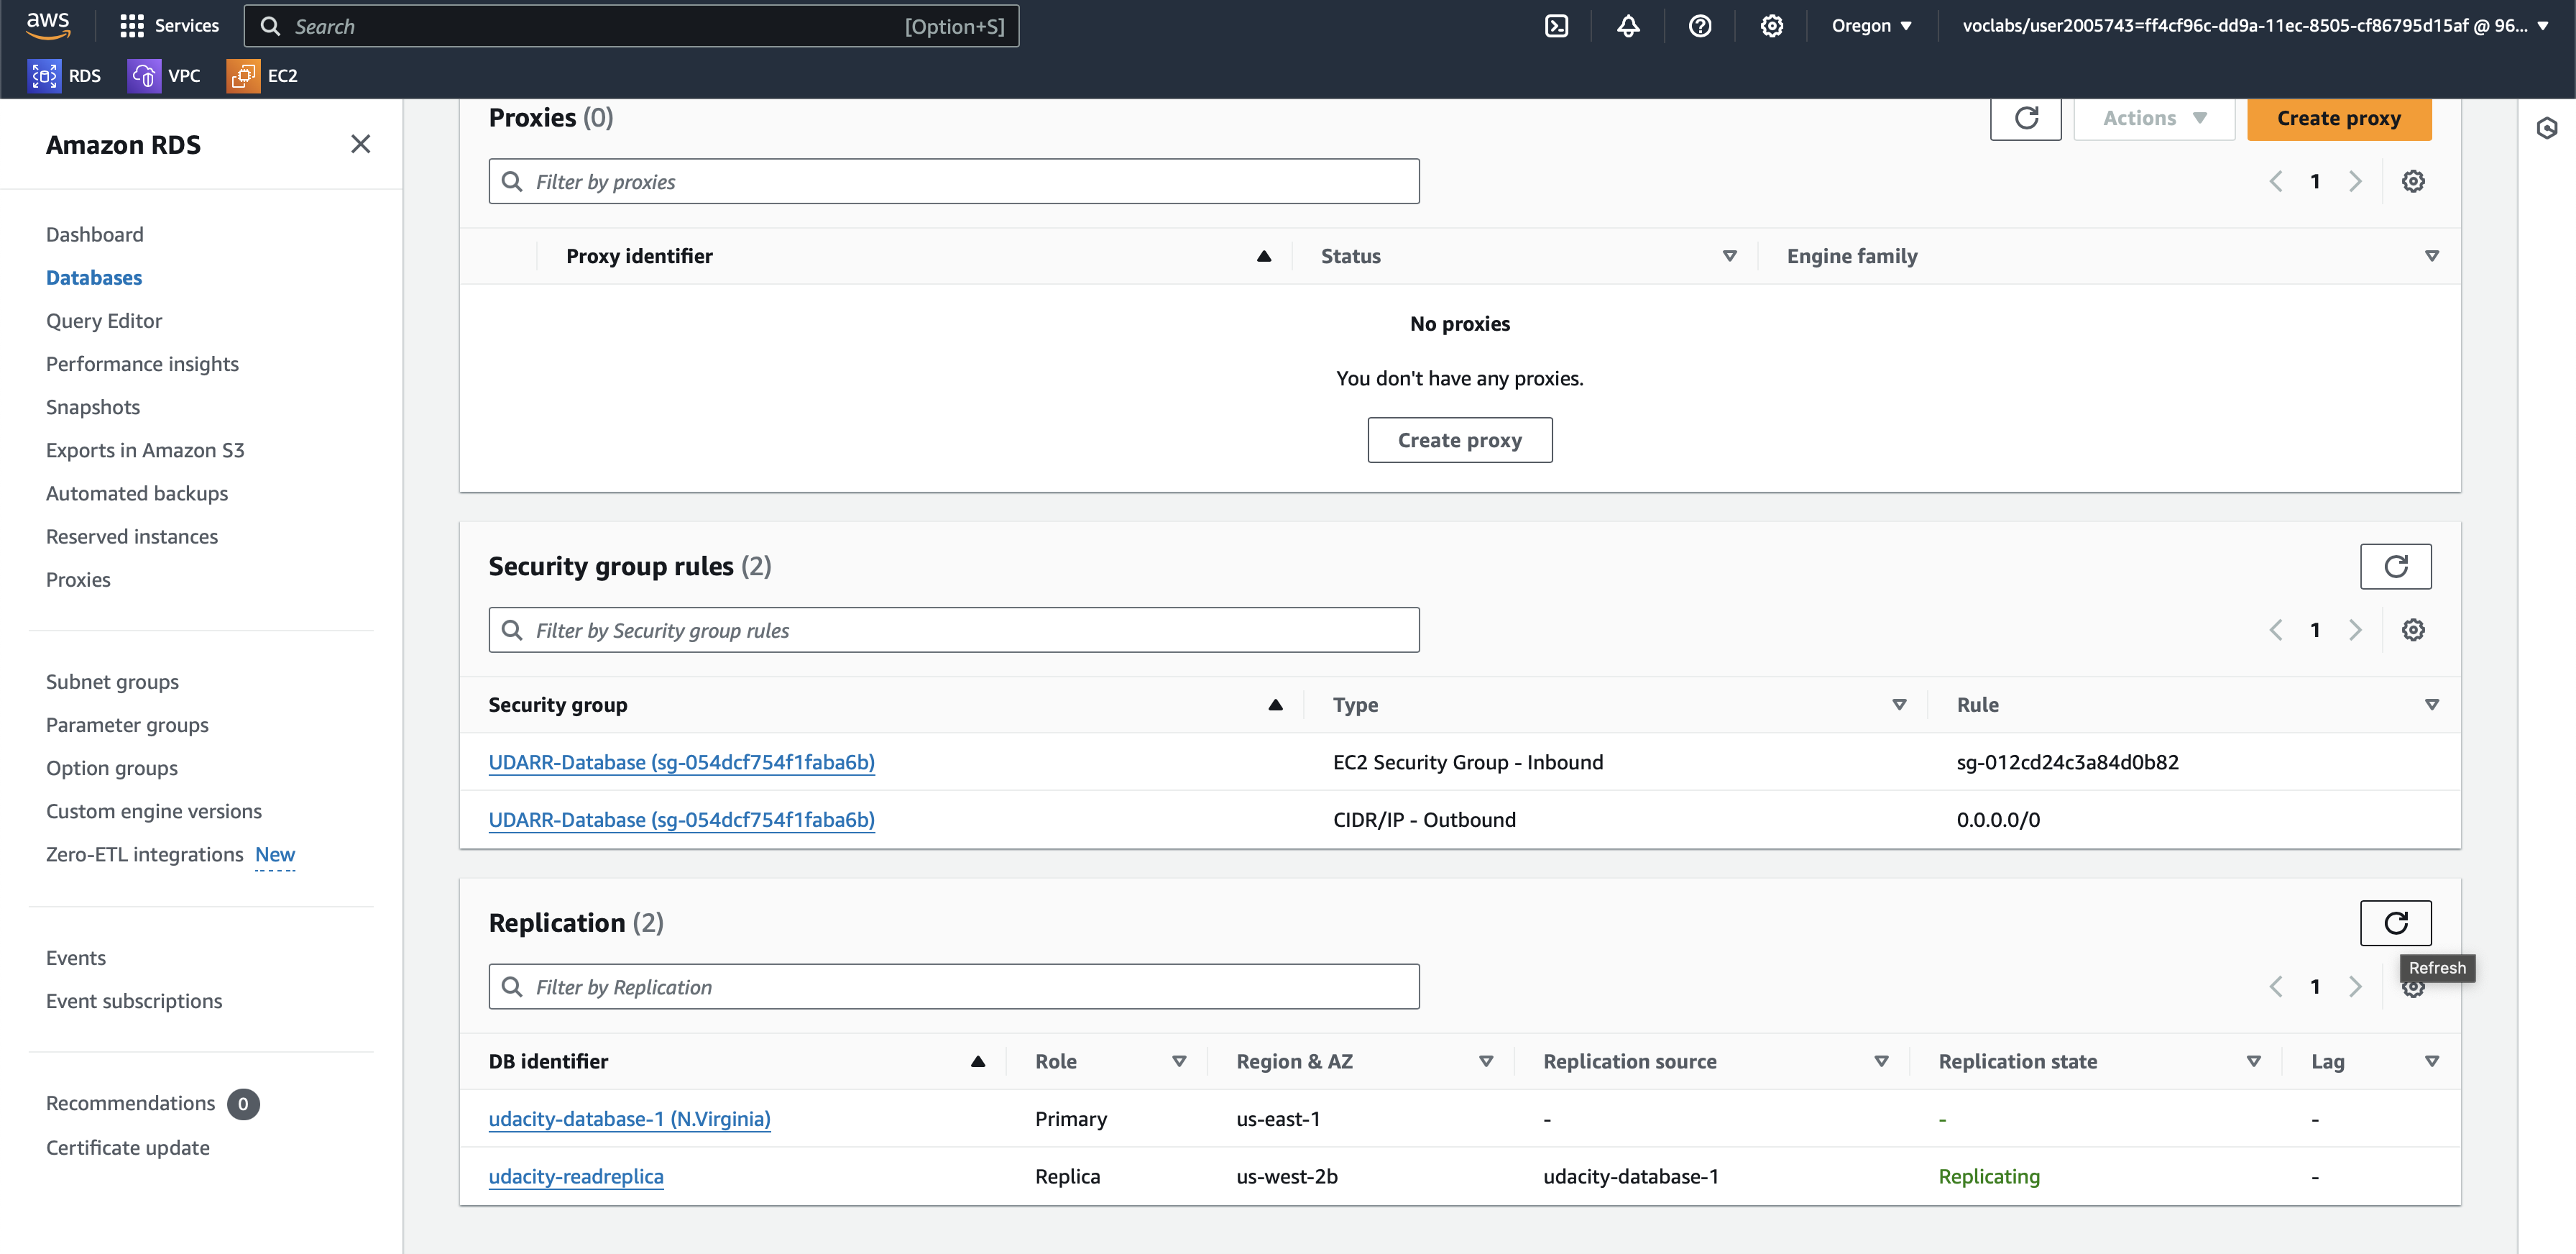 aws
Services
Search
[Option+S]
Oregon ▼
voclabs/user2005743=ff4cf96c-dd9a-11ec-8505-cf86795d15af @ 96... ▼
RDS
VPC
EC2
Amazon RDS
Dashboard
Databases
Query Editor
Performance insights
Snapshots
Exports in Amazon S3
Automated backups
Reserved instances
Proxies
Subnet groups
Parameter groups
Option groups
Custom engine versions
Zero-ETL integrations New
Events
Event subscriptions
Recommendations 0
Certificate update
Proxies (0)
Actions ▼
Create proxy
Filter by proxies
1
Proxy identifier Status Engine family
No proxies
You don't have any proxies.
Create proxy
Security group rules (2)
Filter by Security group rules
1
Security group Type Rule
UDARR-Database (sg-054dcf754f1faba6b) EC2 Security Group - Inbound sg-012cd24c3a84d0b82
UDARR-Database (sg-054dcf754f1faba6b) CIDR/IP - Outbound 0.0.0.0/0
Replication (2)
Refresh
Filter by Replication
1
DB identifier Role Region & AZ Replication source Replication state Lag
udacity-database-1 (N.Virginia) Primary us-east-1 - - -
udacity-readreplica Replica us-west-2b udacity-database-1 Replicating -